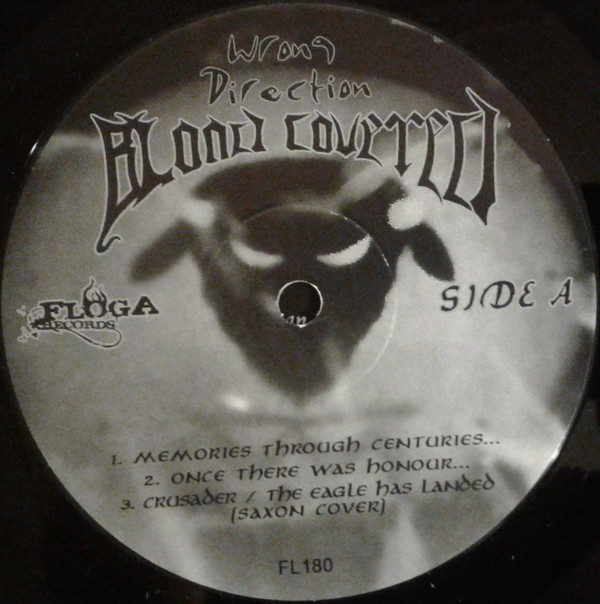 Wrong
Direction
BLOOD COVERED
FLOGA
RECORDS
SIDE A
1. MEMORIES THROUGH CENTURIES...
2. ONCE THERE WAS HONOUR...
3. CRUSADER / THE EAGLE HAS LANDED
(SAXON COVER)
FL180